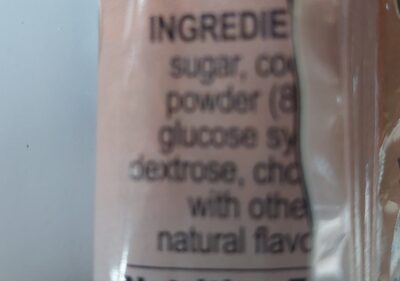 INGREDIE
sugar, co
powder (8
glucose sy
dextrose, cho
with othe
natural flavo